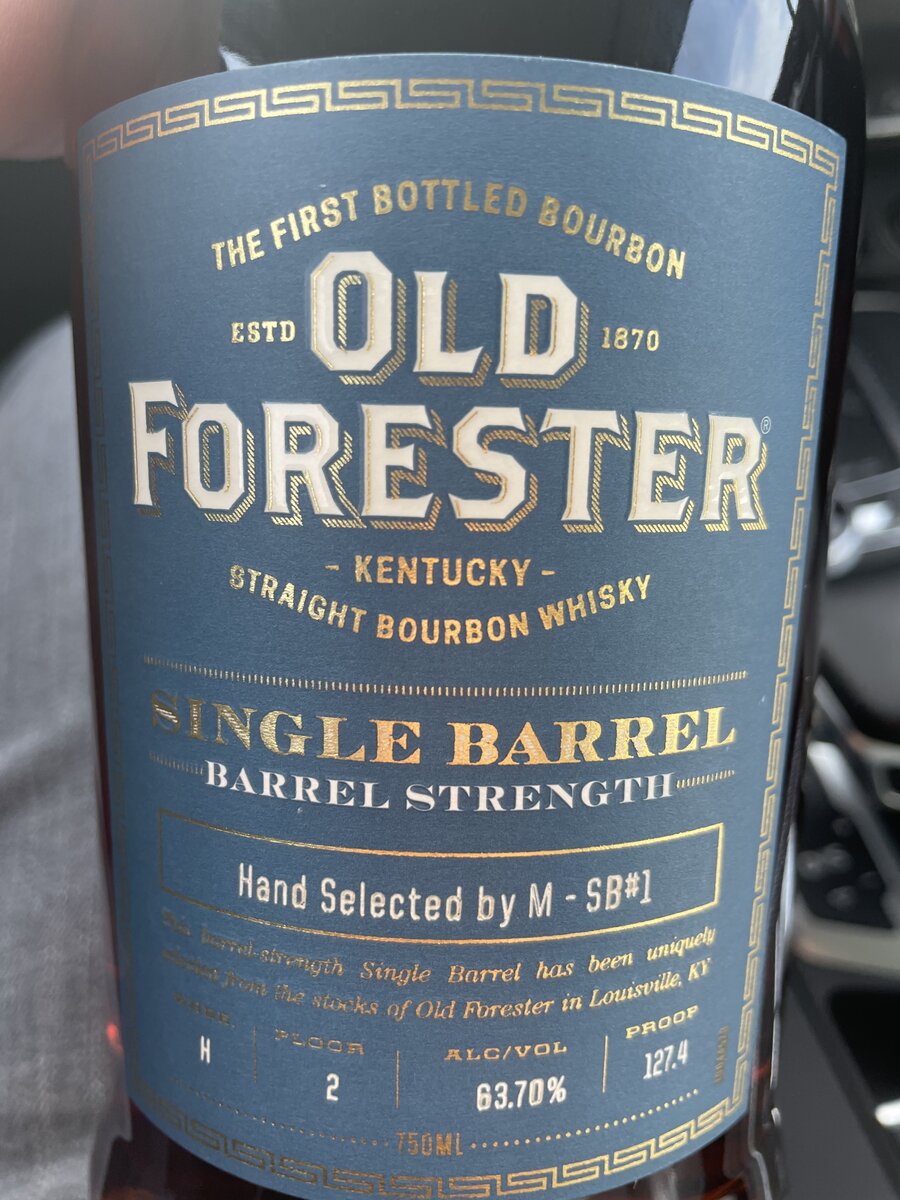 THE FIRST BOTTLED BOURBON
ESTD OLD 1870
FORESTER®
- KENTUCKY -
STRAIGHT BOURBON WHISKY
SINGLE BARREL
BARREL STRENGTH
Hand Selected by M - SB#1
This barrel-strength Single Barrel has been uniquely
selected from the stocks of Old Forester in Louisville, KY
WHSE. FLOOR ALC/VOL PROOF
H 2 63.70% 127.4
750ML